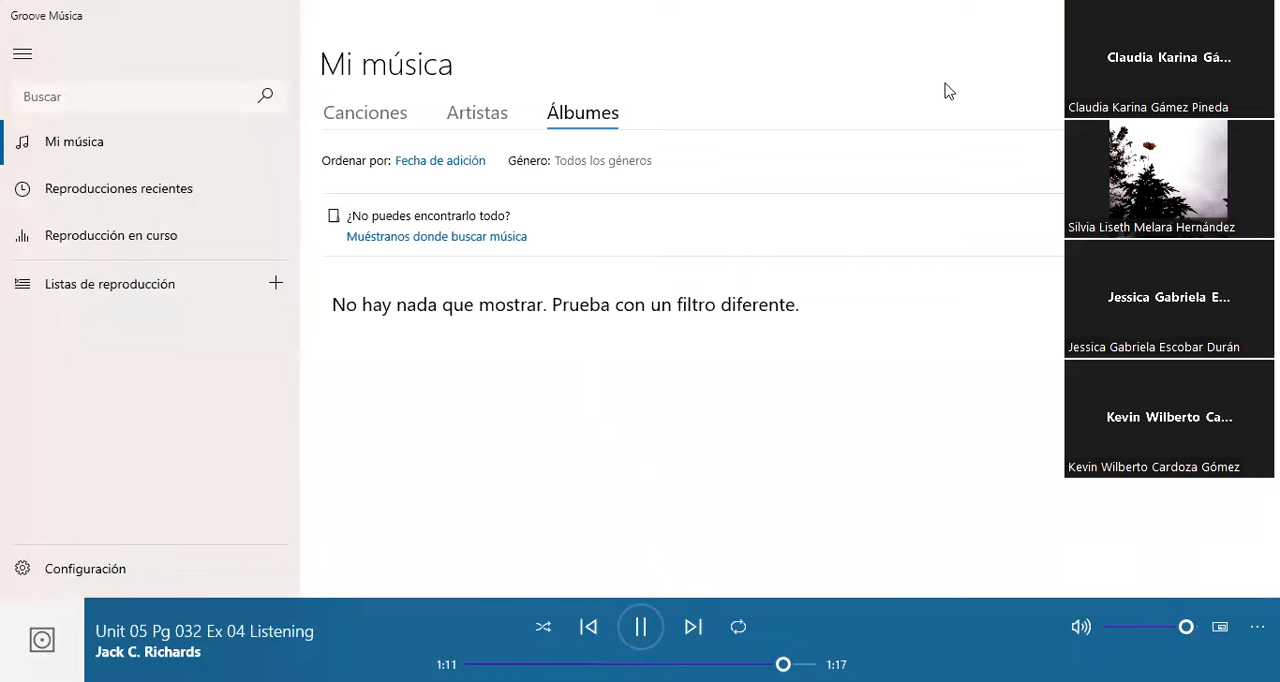 Groove Música
Buscar
Mi música
Reproducciones recientes
Reproducción en curso
Listas de reproducción
Configuración
Mi música
Canciones Artistas Álbumes
Ordenar por: Fecha de adición Género: Todos los géneros
¿No puedes encontrarlo todo?
Muéstranos donde buscar música
No hay nada que mostrar. Prueba con un filtro diferente.
Claudia Karina Gá...
Claudia Karina Gámez Pineda
Silvia Liseth Melara Hernández
Jessica Gabriela E...
Jessica Gabriela Escobar Durán
Kevin Wilberto Ca...
Kevin Wilberto Cardoza Gómez
Unit 05 Pg 032 Ex 04 Listening
Jack C. Richards
1:11 1:17